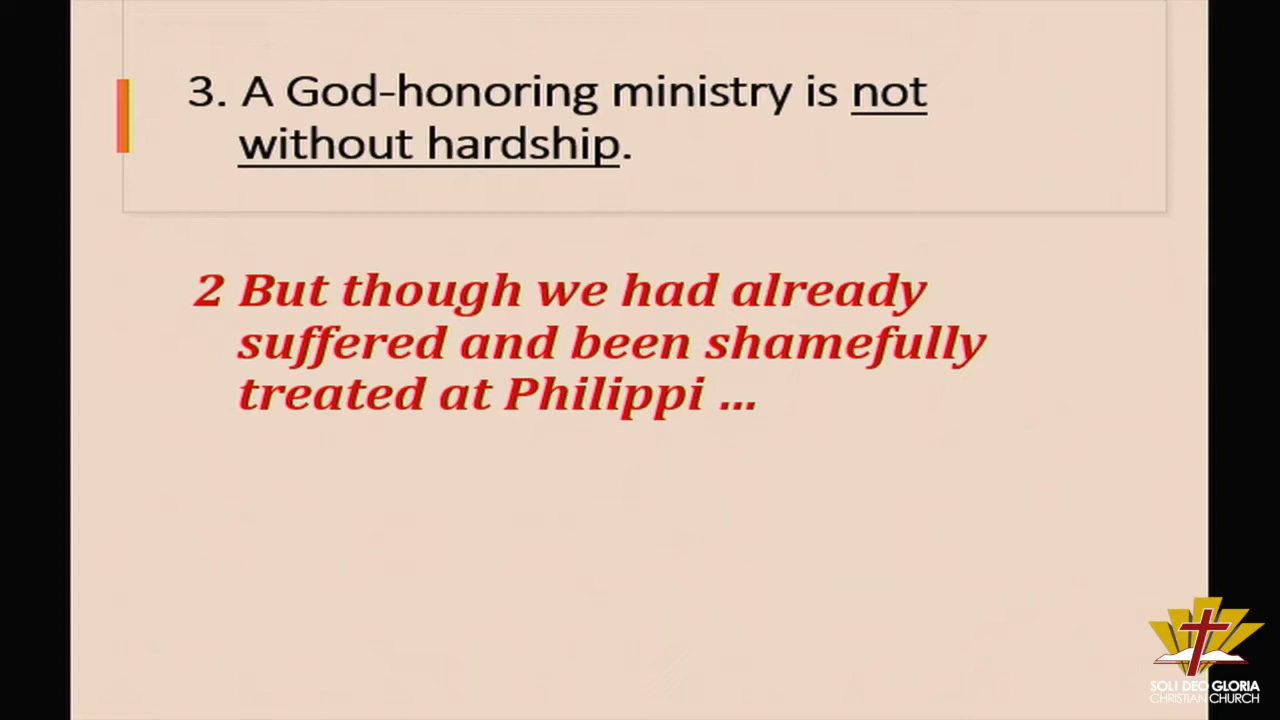 3. A God-honoring ministry is not
without hardship.
2 But though we had already
suffered and been shamefully
treated at Philippi ...
SOLI DEO GLORIA
CHRISTIAN CHURCH